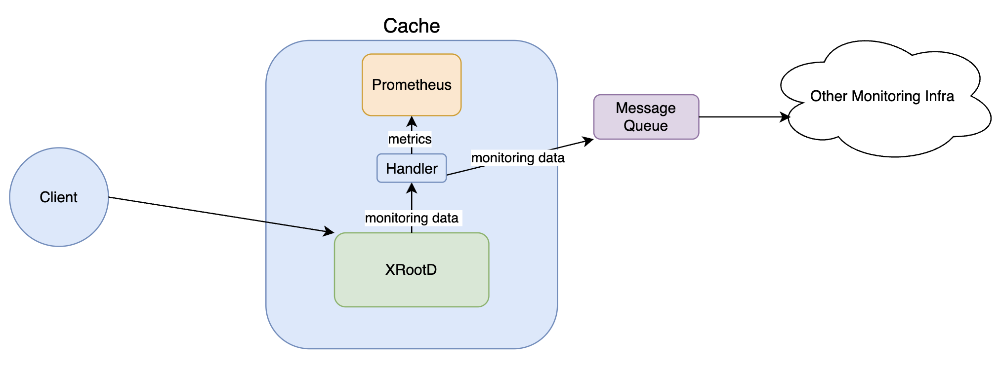 Cache
Prometheus
metrics
Handler
monitoring data
monitoring data
XRootD
Client
Message
Queue
Other Monitoring Infra